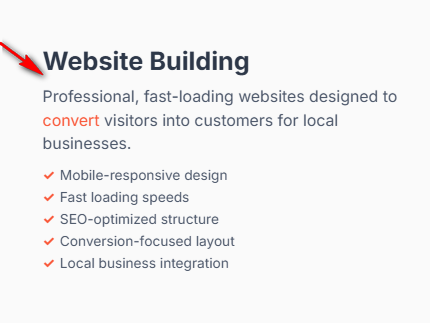 Website Building
Professional, fast-loading websites designed to
convert visitors into customers for local
businesses.
Mobile-responsive design
Fast loading speeds
SEO-optimized structure
Conversion-focused layout
Local business integration